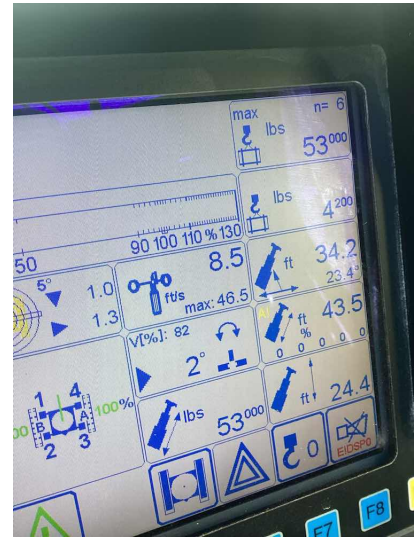 max n= 6
lbs
53000
lbs
4200
50
90 100 110 % 130
5°
1.0
1.3
8.5
ft/s
max: 46.5
ft
34.2
23.4°
V[%]: 82
2°
ft
43.5
%
0 0 0 0 0
1 4
B A
2 3
00
100%
lbs
53000
ft
24.4
0
EIDSP0
F7
F8